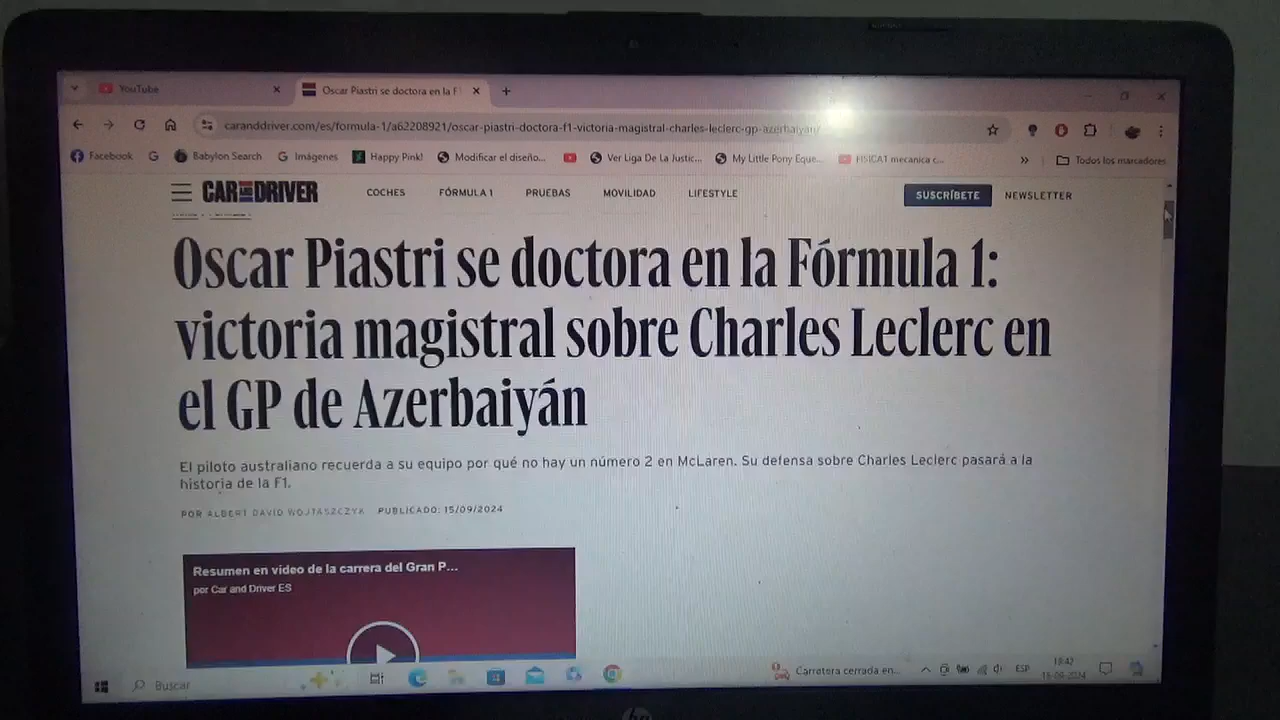 YouTube
Oscar Piastri se doctora en la F
caranddriver.com/es/formula-1/a62208921/oscar-piastri-doctora-f1-victoria-magistral-charles-leclerc-gp-azerbaiyan/
Facebook G Babylon Search Imágenes Happy Pink! Modificar el diseño... Ver Liga De La Justic... My Little Pony Eque... FISICA1 mecanica c... » Todos los marcadores
CAR AND DRIVER COCHES FÓRMULA 1 PRUEBAS MOVILIDAD LIFESTYLE SUSCRÍBETE NEWSLETTER
Oscar Piastri se doctora en la Fórmula 1:
victoria magistral sobre Charles Leclerc en
el GP de Azerbaiyán
El piloto australiano recuerda a su equipo por qué no hay un número 2 en McLaren. Su defensa sobre Charles Leclerc pasará a la
historia de la F1.
POR ALBERT DAVID WOJTASZCZYK PUBLICADO: 15/09/2024
Resumen en vídeo de la carrera del Gran P...
por Car and Driver ES
Buscar
Carretera cerrada en...
ESP
18:42
hp